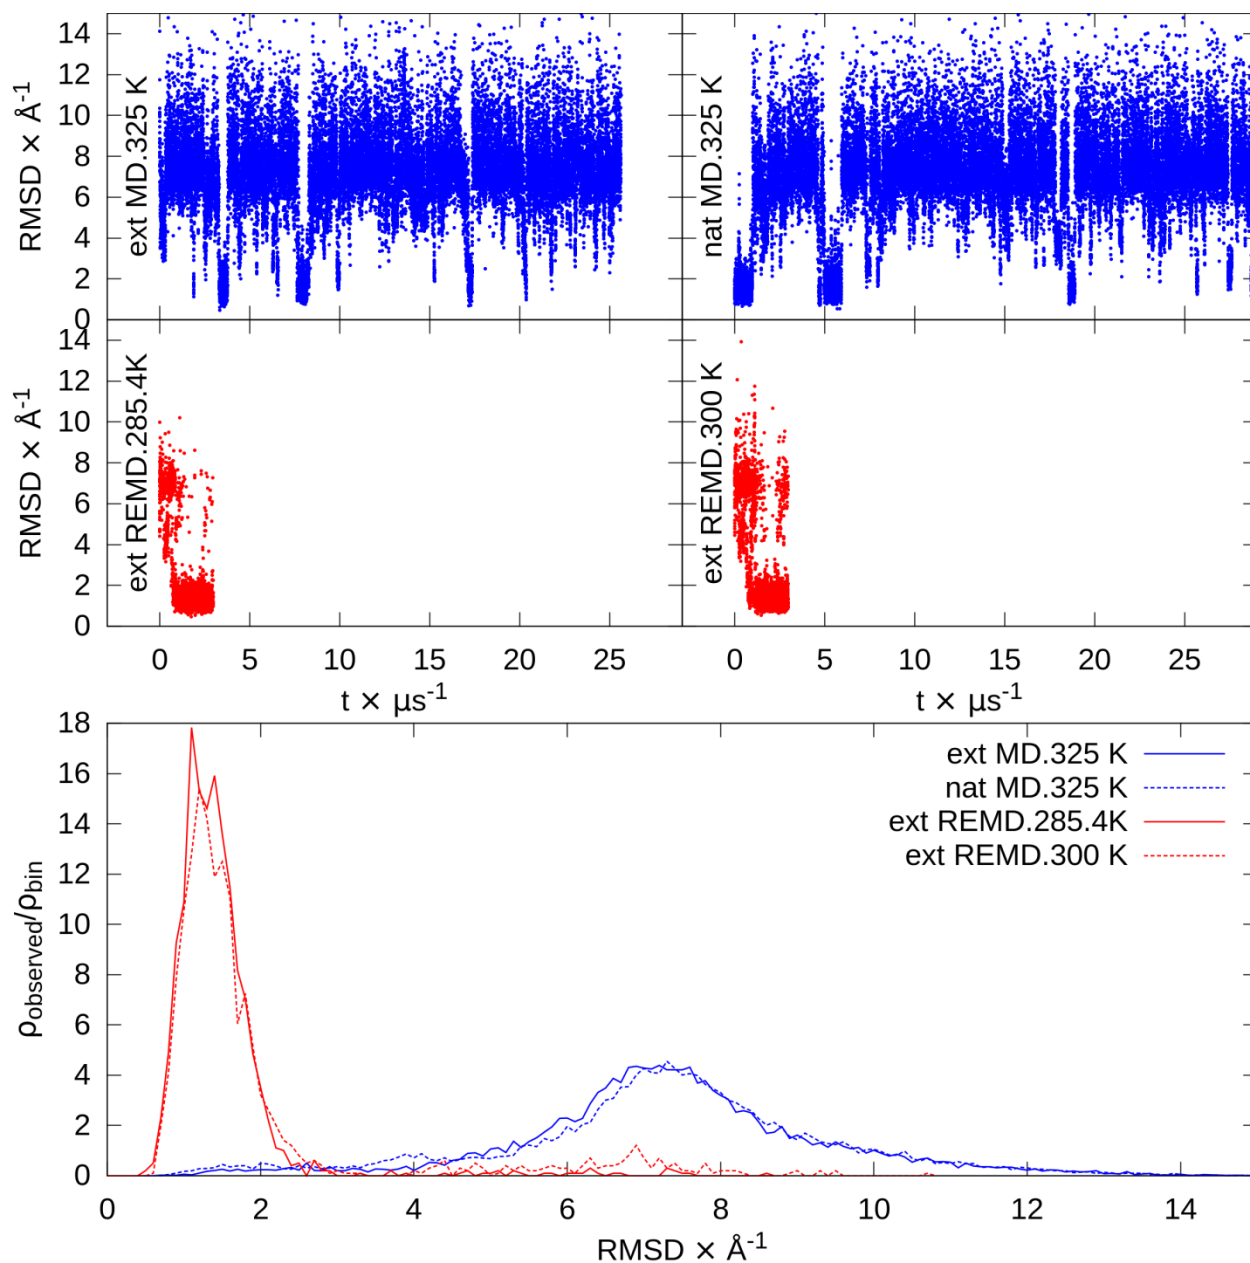 14
12
10
8
6
4
2
0
RMSD × Å⁻¹
ext MD.325 K
nat MD.325 K
14
12
10
8
6
4
2
0
RMSD × Å⁻¹
ext REMD.285.4K
ext REMD.300 K
0 5 10 15 20 25
0 5 10 15 20 25
t × µs⁻¹
t × µs⁻¹
18
16
14
12
10
8
6
4
2
0
ρobserved/ρbin
ext MD.325 K
nat MD.325 K
ext REMD.285.4K
ext REMD.300 K
0 2 4 6 8 10 12 14
RMSD × Å⁻¹